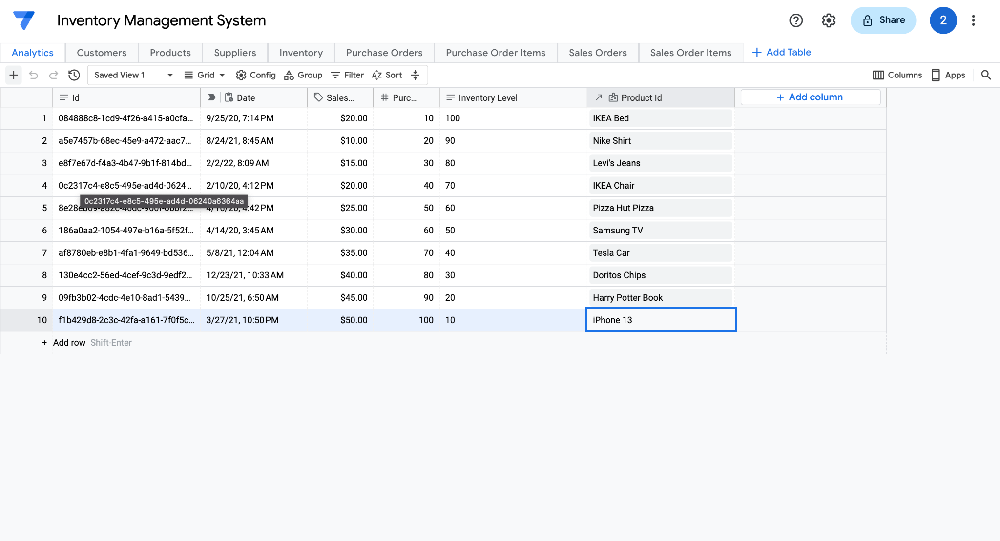 Inventory Management System
Share
2
Analytics Customers Products Suppliers Inventory Purchase Orders Purchase Order Items Sales Orders Sales Order Items + Add Table
Saved View 1 Grid Config Group Filter Sort Columns Apps
Id Date Sales... Purc... Inventory Level Product Id + Add column
1 084888c8-1cd9-4f26-a415-a0cfa... 9/25/20, 7:14 PM $20.00 10 100 IKEA Bed
2 a5e7457b-68ec-45e9-a472-aac7... 8/24/21, 8:45 AM $10.00 20 90 Nike Shirt
3 e8f7e67d-f4a3-4b47-9b1f-814bd... 2/2/22, 8:09 AM $15.00 30 80 Levi's Jeans
4 0c2317c4-e8c5-495e-ad4d-0624... 2/10/20, 4:12 PM $20.00 40 70 IKEA Chair
0c2317c4-e8c5-495e-ad4d-06240a6364aa
5 4:42 PM $25.00 50 60 Pizza Hut Pizza
6 186a0aa2-1054-497e-b16a-5f52f... 4/14/20, 3:45 AM $30.00 60 50 Samsung TV
7 af8780eb-e8b1-4fa1-9649-bd536... 5/8/21, 12:04 AM $35.00 70 40 Tesla Car
8 130e4cc2-56ed-4cef-9c3d-9edf2... 12/23/21, 10:33 AM $40.00 80 30 Doritos Chips
9 09fb3b02-4cdc-4e10-8ad1-5439... 10/25/21, 6:50 AM $45.00 90 20 Harry Potter Book
10 f1b429d8-2c3c-42fa-a161-7f0f5c... 3/27/21, 10:50 PM $50.00 100 10 iPhone 13
+ Add row Shift-Enter